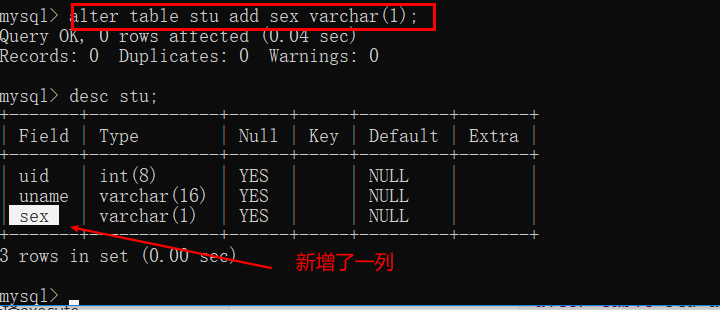 mysql> alter table stu add sex varchar(1);
Query OK, 0 rows affected (0.04 sec)
Records: 0  Duplicates: 0  Warnings: 0
mysql> desc stu;
+-------+-------------+------+-----+---------+-------+
| Field | Type        | Null | Key | Default | Extra |
+-------+-------------+------+-----+---------+-------+
| uid   | int(8)      | YES  |     | NULL    |       |
| uname | varchar(16) | YES  |     | NULL    |       |
| sex   | varchar(1)  | YES  |     | NULL    |       |
+-------+-------------+------+-----+---------+-------+
3 rows in set (0.00 sec)
新增了一列
mysql>